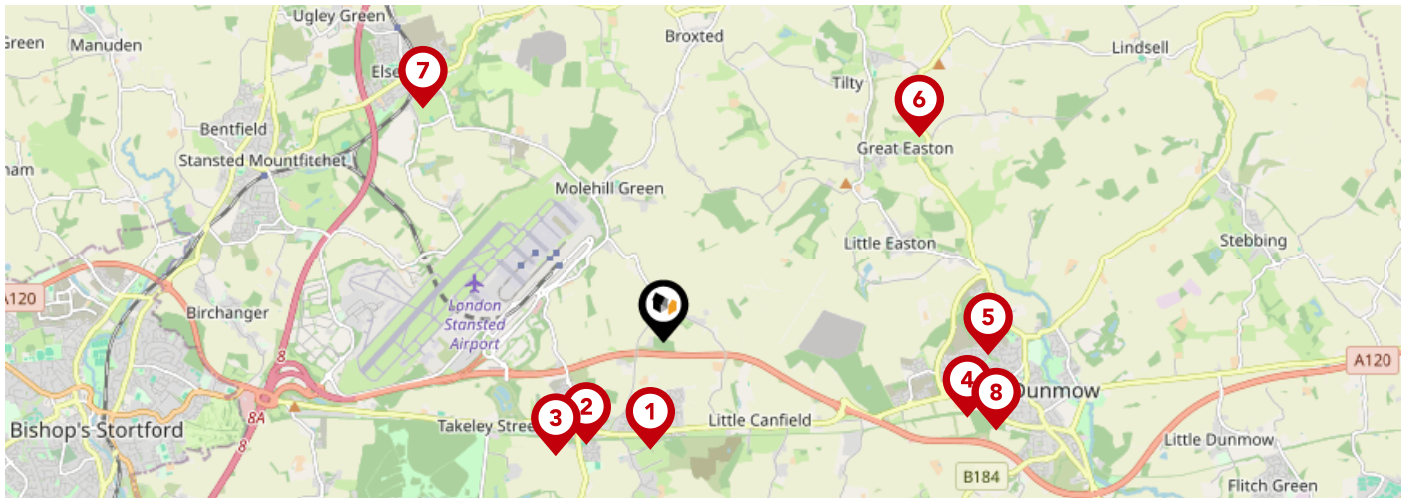 Ugley Green
Green
Manuden
Broxted
Lindsell
7
Tilty
6
Bentfield
Great Easton
Stansted Mountfitchet
Molehill Green
Little Easton
Stebbing
A120
Birchanger
London
Stansted
Airport
5
8
A120
4
8
Dunmow
3
2
1
8A
Little Canfield
Takeley Street
Bishop's Stortford
8
Little Dunmow
B184
Flitch Green